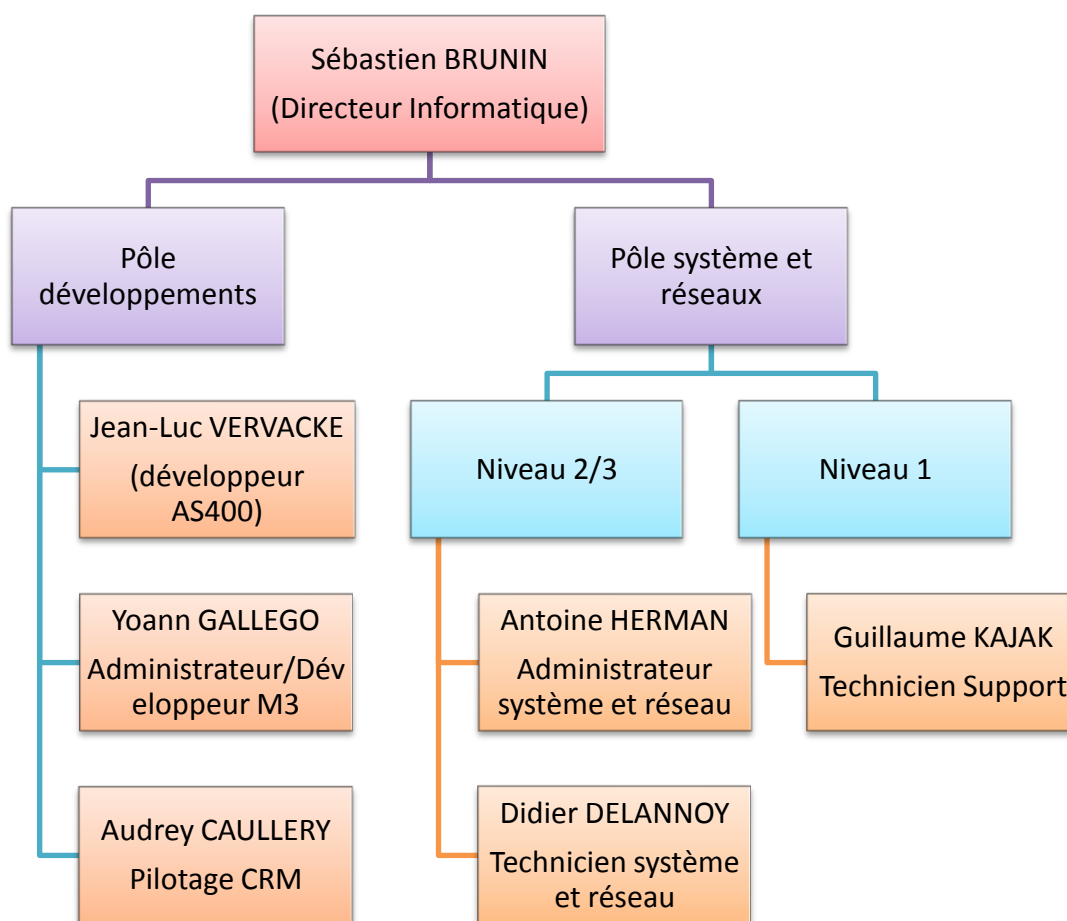 Sébastien BRUNIN
(Directeur Informatique)
Pôle
développements
Pôle système et
réseaux
Jean-Luc VERVACKE
(développeur
AS400)
Yoann GALLEGO
Administrateur/Dév
eloppeur M3
Audrey CAULLERY
Pilotage CRM
Niveau 2/3
Antoine HERMAN
Administrateur
système et réseau
Didier DELANNOY
Technicien système
et réseau
Niveau 1
Guillaume KAJAK
Technicien Support